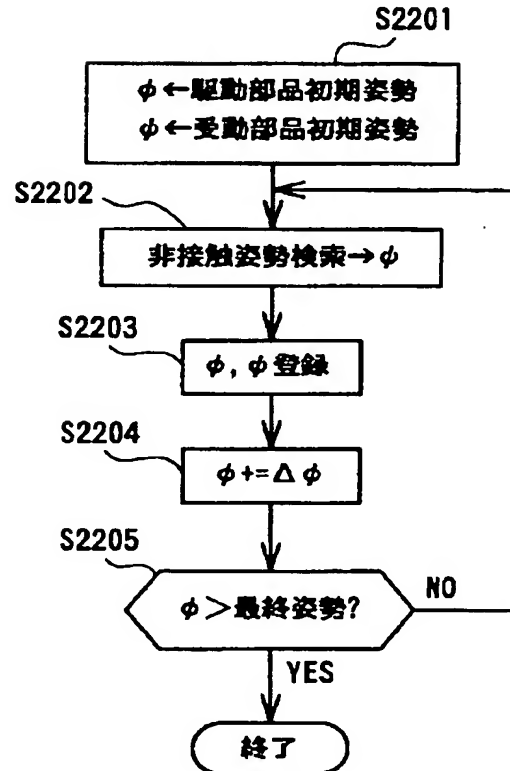 S2201
φ←駆動部品初期姿勢
φ←受動部品初期姿勢
S2202
非接触姿勢検索→φ
S2203
φ, φ 登録
S2204
φ+=Δφ
S2205
φ>最終姿勢?
NO
YES
終了